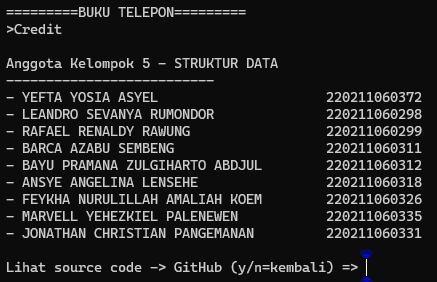 =========BUKU TELEPON=========
>Credit
Anggota Kelompok 5 - STRUKTUR DATA
--------------------------
- YEFTA YOSIA ASYEL 220211060372
- LEANDRO SEVANYA RUMONDOR 220211060298
- RAFAEL RENALDY RAWUNG 220211060299
- BARCA AZABU SEMBENG 220211060311
- BAYU PRAMANA ZULGIHARTO ABDJUL 220211060312
- ANSYE ANGELINA LENSEHE 220211060318
- FEYKHA NURULILLAH AMALIAH KOEM 220211060326
- MARVELL YEHEZKIEL PALENEWEN 220211060335
- JONATHAN CHRISTIAN PANGEMANAN 220211060331
Lihat source code -> GitHub (y/n=kembali) =>